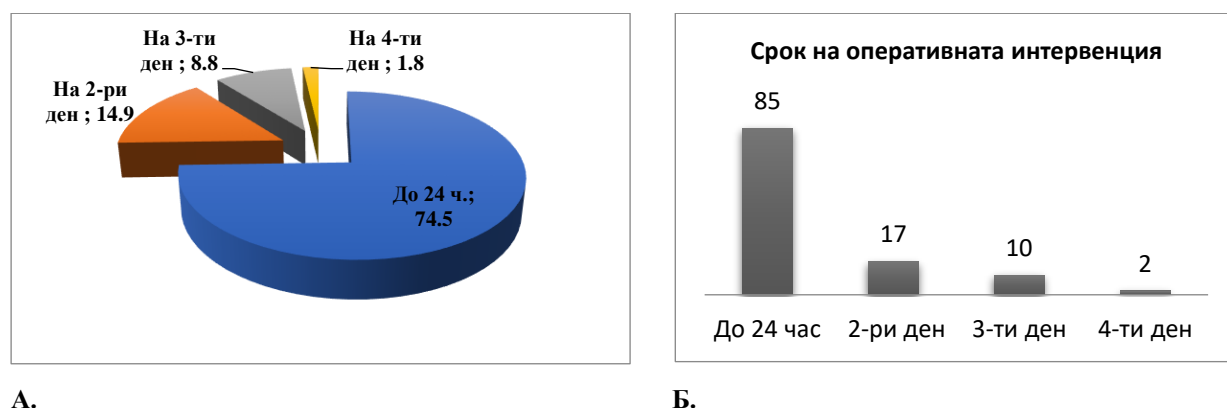 На 3-ти
ден ; 8.8
На 4-ти
ден ; 1.8
На 2-ри
ден ; 14.9
До 24 ч.;
74.5
А.
Срок на оперативната интервенция
85
17
10
2
До 24 час
2-ри ден
3-ти ден
4-ти ден
Б.